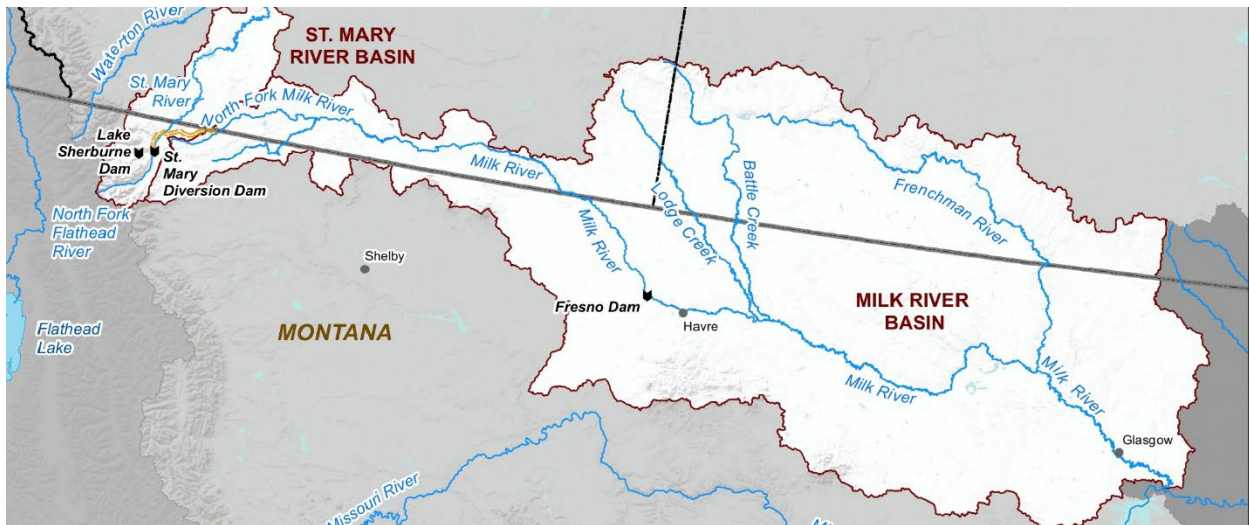 Waterton River
ST. MARY
RIVER BASIN
St. Mary
River
North Fork Milk River
Lake
Sherburne
Dam
St.
Mary
Diversion Dam
Milk River
Battle Creek
Frenchman River
Lodge Creek
North Fork
Flathead
River
Milk River
Shelby
Fresno Dam
MILK RIVER
BASIN
Havre
MONTANA
Flathead
Lake
Milk River
Milk River
Glasgow
Missouri River